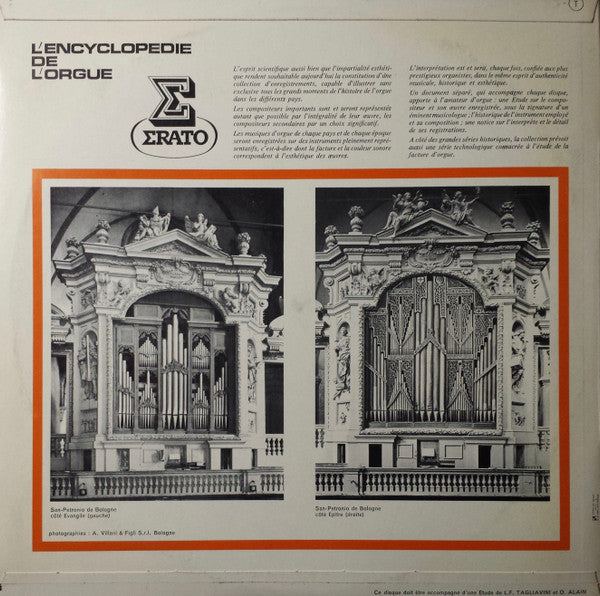 L'ENCYCLOPEDIE
DE
L'ORGUE
ERATO
L'esprit scientifique aussi bien que l'impartialité esthéti-
que rendent souhaitable aujourd'hui la constitution d'une
collection d'enregistrements, capable d'illustrer sans
exclusive tous les grands moments de l'histoire de l'orgue
dans les différents pays.
Les compositeurs importants sont et seront représentés
autant que possible par l'intégralité de leur œuvre, les
compositeurs secondaires par un choix significatif.
Les musiques d'orgue de chaque pays et de chaque époque
seront enregistrées sur des instruments pleinement repré-
sentatifs, c'est-à-dire dont la facture et la couleur sonore
correspondent à l'esthétique des œuvres.
L'interprétation est et sera, chaque fois, confiée aux plus
prestigieux organistes, dans le même esprit d'authenticité
musicale, historique et esthétique.
Un document séparé, qui accompagne chaque disque,
apporte à l'amateur d'orgue : une Etude sur le compo-
siteur et son œuvre enregistrée, sous la signature d'un
éminent musicologue ; l'historique de l'instrument employé
et sa composition ; une notice sur l'interprète et le détail
de ses registrations.
A côté des grandes séries historiques, la collection prévoit
aussi une série technologique consacrée à l'étude de la
facture d'orgue.
San-Petronio de Bologne
côté Evangile (gauche)
San-Petronio de Bologne
côté Epître (droite)
photographies : A. Villani & Figli S.r.l. Bologne
Ce disque doit être accompagné d'une Etude de L.F. TAGLIAVINI et O. ALAIN